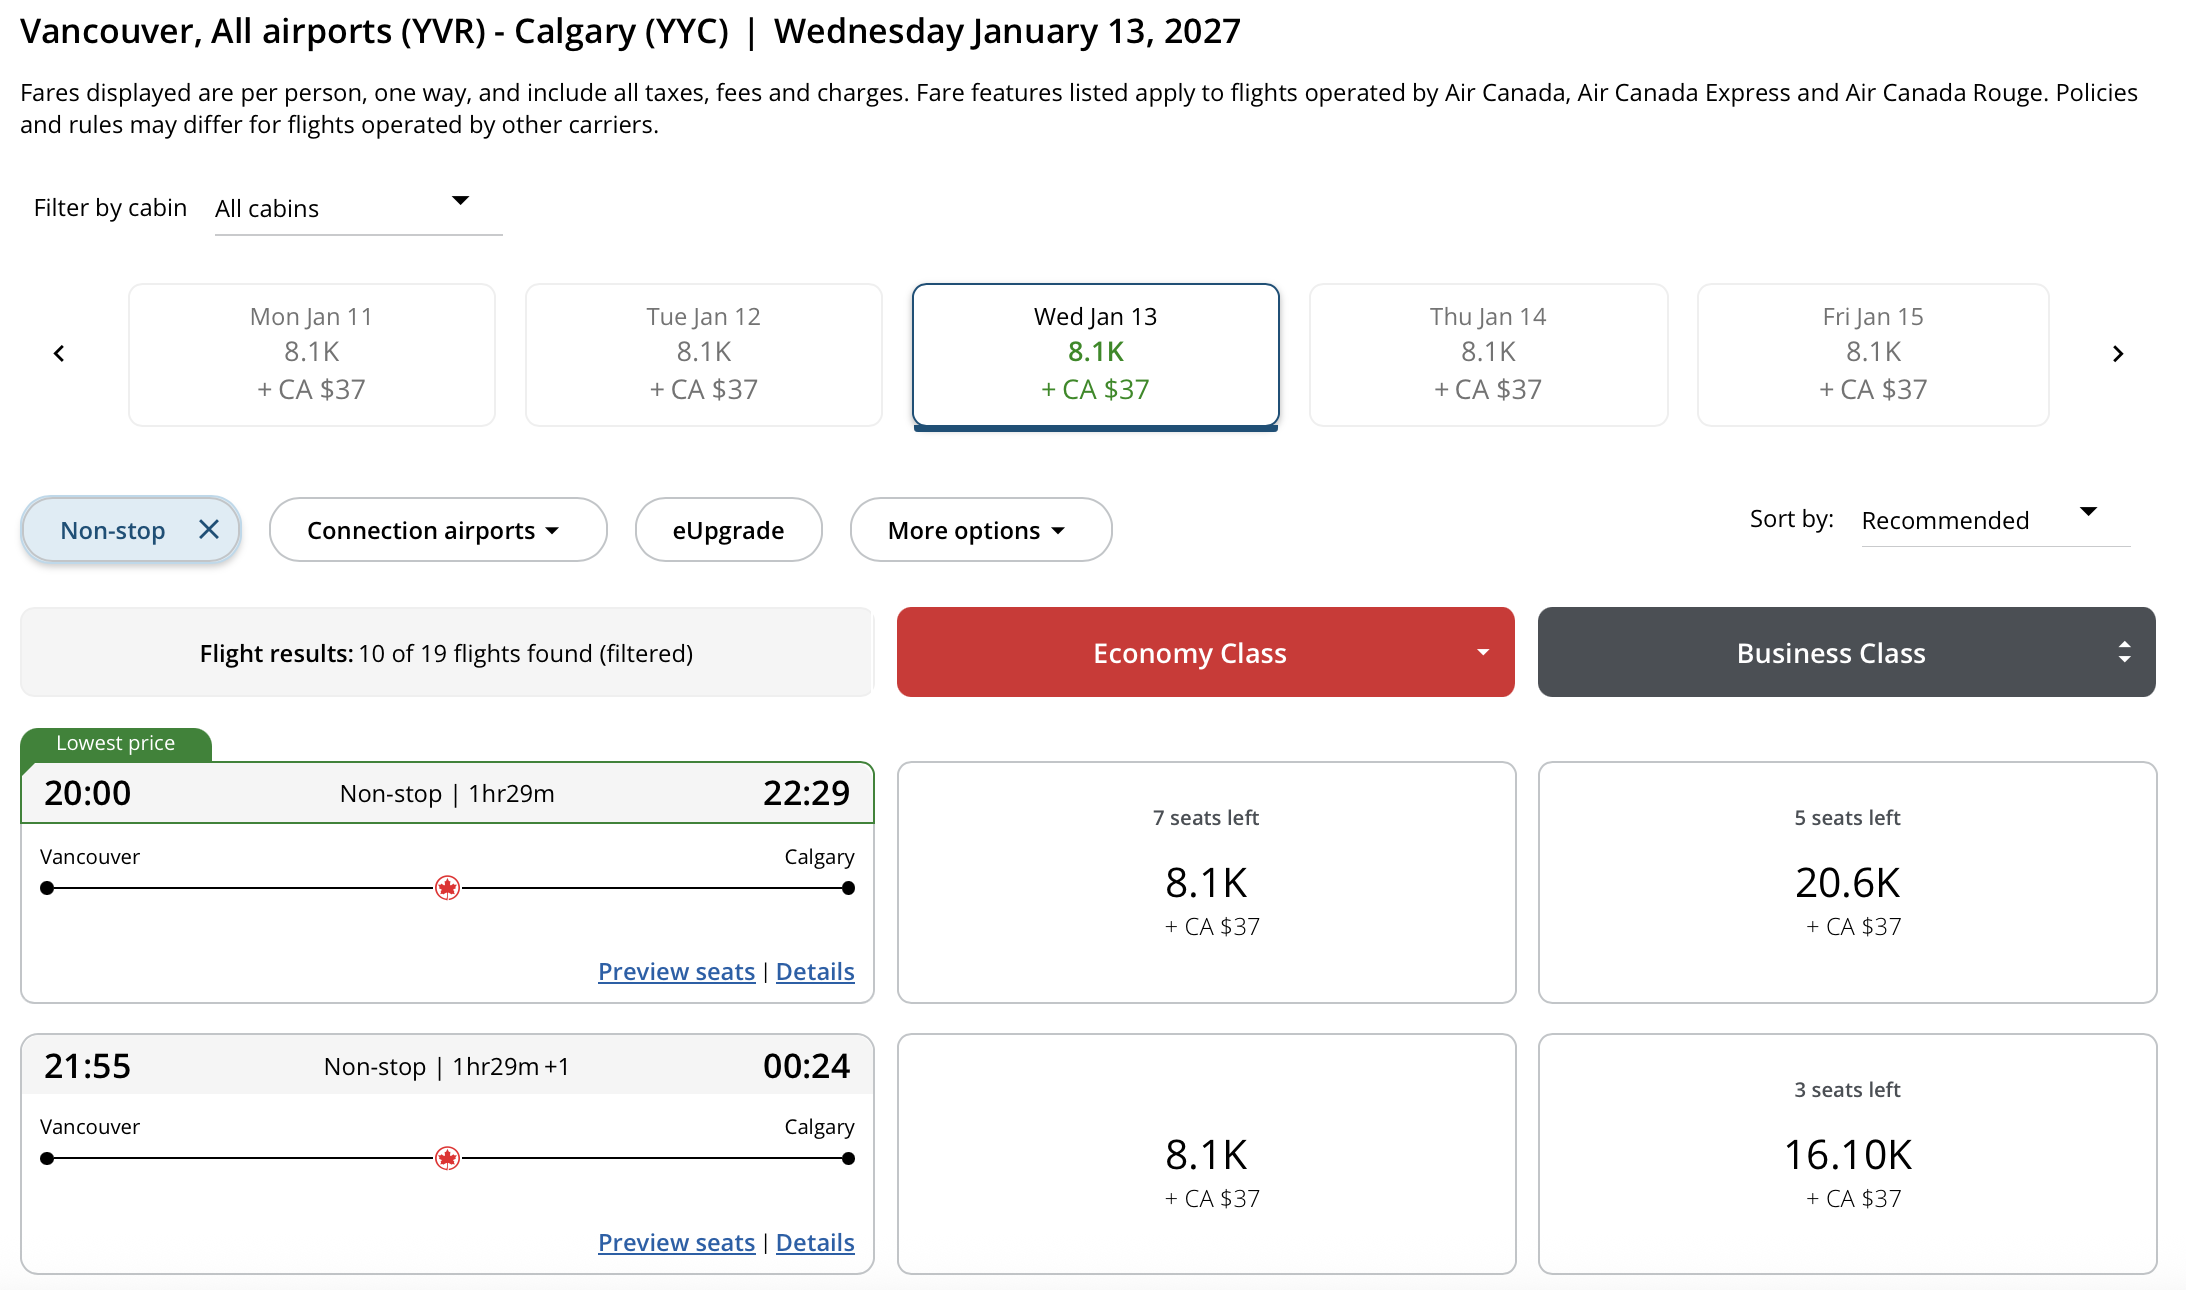 Vancouver, All airports (YVR) - Calgary (YYC) | Wednesday January 13, 2027
Fares displayed are per person, one way, and include all taxes, fees and charges. Fare features listed apply to flights operated by Air Canada, Air Canada Express and Air Canada Rouge. Policies
and rules may differ for flights operated by other carriers.
Filter by cabin All cabins
Mon Jan 11
8.1K
+ CA $37
Tue Jan 12
8.1K
+ CA $37
Wed Jan 13
8.1K
+ CA $37
Thu Jan 14
8.1K
+ CA $37
Fri Jan 15
8.1K
+ CA $37
Non-stop Connection airports eUpgrade More options Sort by: Recommended
Flight results: 10 of 19 flights found (filtered) Economy Class Business Class
Lowest price
20:00 Non-stop | 1hr29m 22:29
Vancouver Calgary
Preview seats | Details
7 seats left
8.1K
+ CA $37
5 seats left
20.6K
+ CA $37
21:55 Non-stop | 1hr29m +1 00:24
Vancouver Calgary
Preview seats | Details
8.1K
+ CA $37
3 seats left
16.10K
+ CA $37